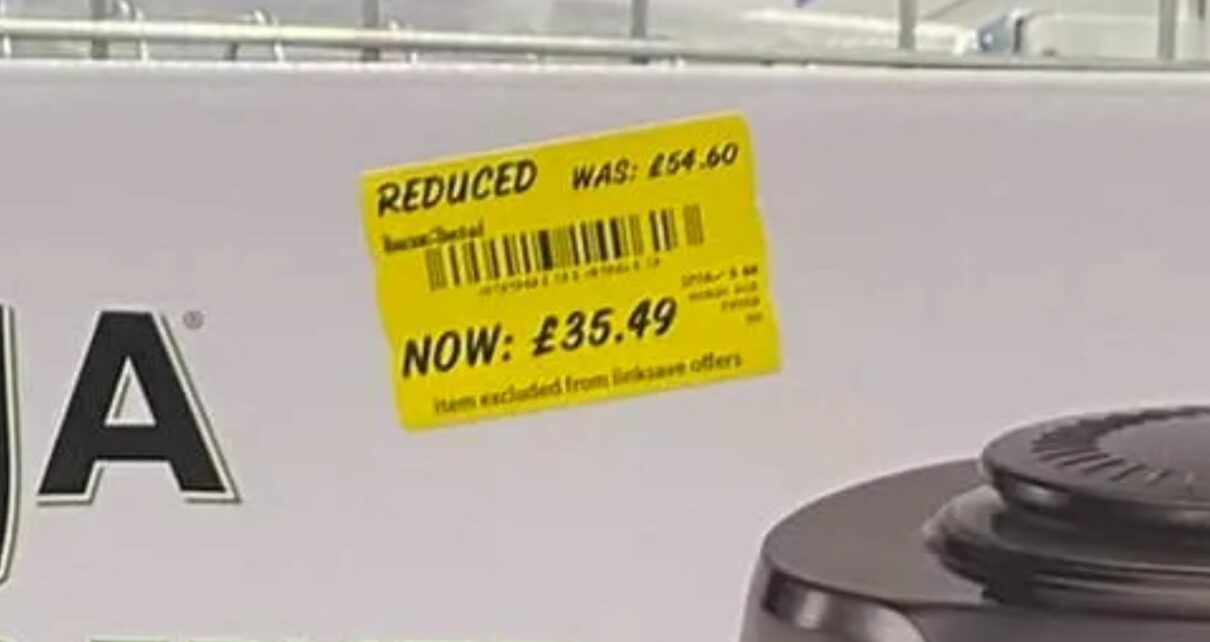 REDUCED WAS: £54.60
NOW: £35.49
item excluded from linksave offers
A®